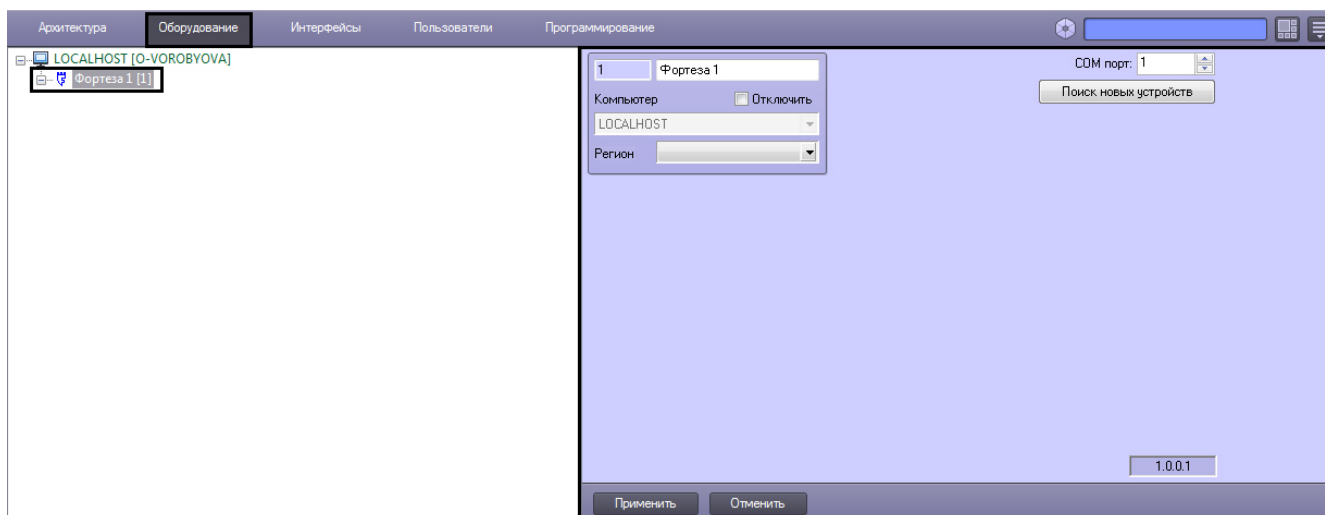 Архитектура Оборудование Интерфейсы Пользователи Программирование
LOCALHOST [O-VOROBYOVA]
Фортеза 1 [1]
1 Фортеза 1
Компьютер Отключить
LOCALHOST
Регион
COM порт: 1
Поиск новых устройств
1.0.0.1
Применить Отменить